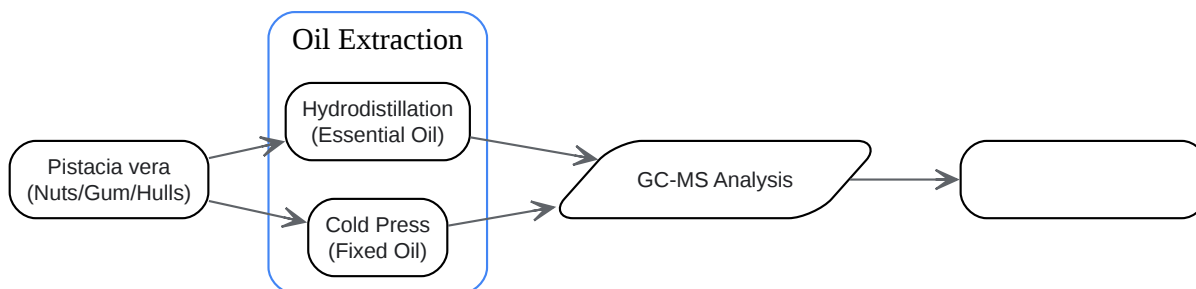 Oil Extraction
Hydrodistillation
(Essential Oil)
Pistacia vera
(Nuts/Gum/Hulls)
GC-MS Analysis
Cold Press
(Fixed Oil)